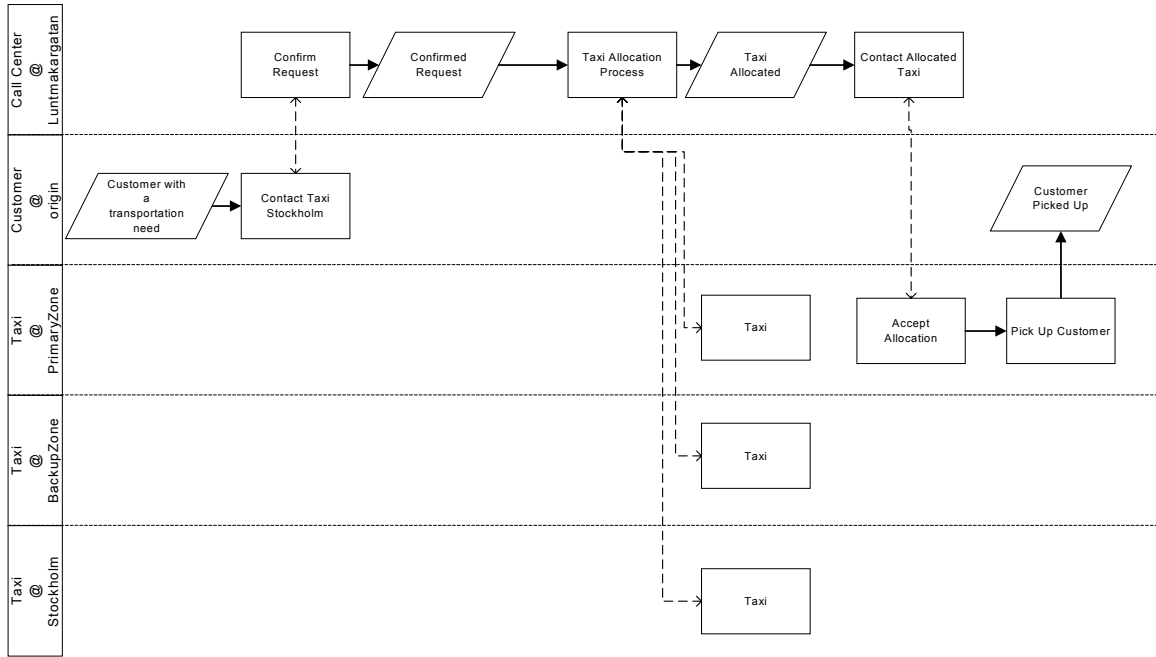 Call Center
@
Luntmakargatan
Confirm
Request
Confirmed
Request
Taxi Allocation
Process
Taxi
Allocated
Contact Allocated
Taxi
Customer
@
origin
Customer with
a
transportation
need
Contact Taxi
Stockholm
Customer
Picked Up
Taxi
@
PrimaryZone
Taxi
Accept
Allocation
Pick Up Customer
Taxi
@
BackupZone
Taxi
Taxi
@
Stockholm
Taxi